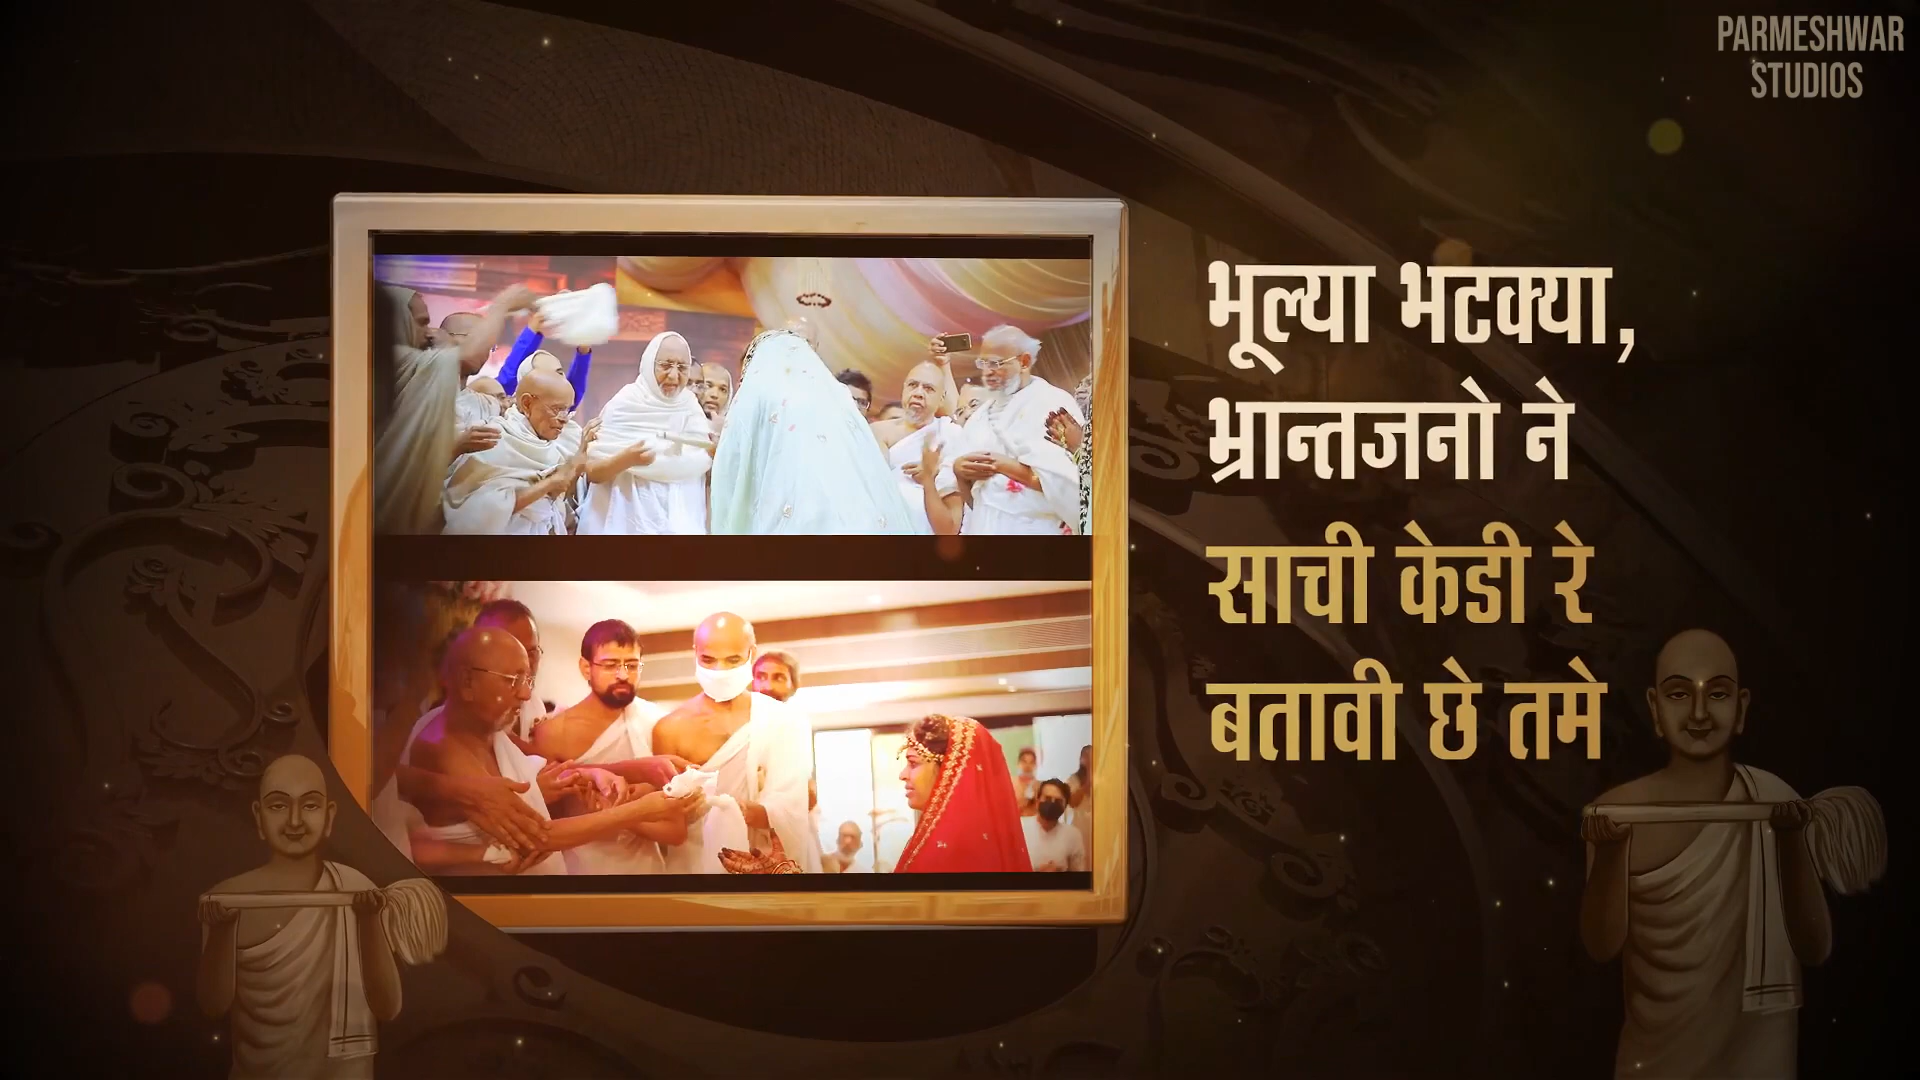 PARMESHWAR
STUDIOS
भूल्या भटक्या,
भ्रान्तजनो ने
साची केडी रे
बतावी छे तमे